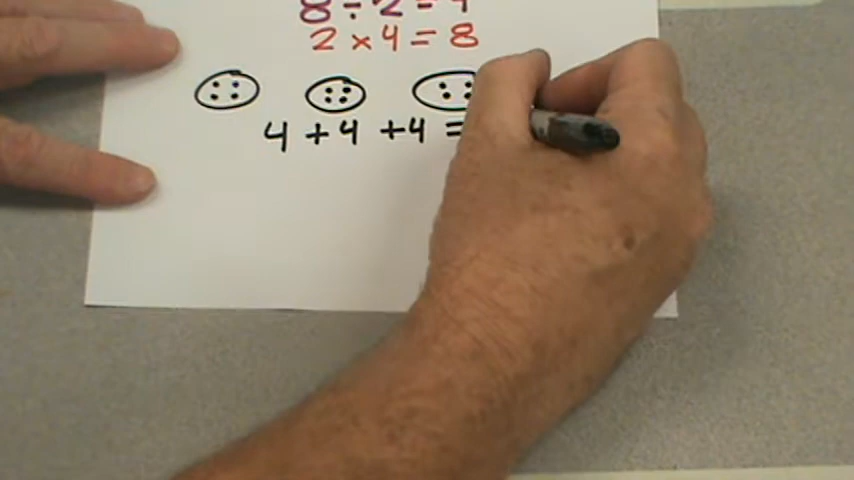 8 ÷ 2 = 4
2 x 4 = 8
4 + 4 + 4 =